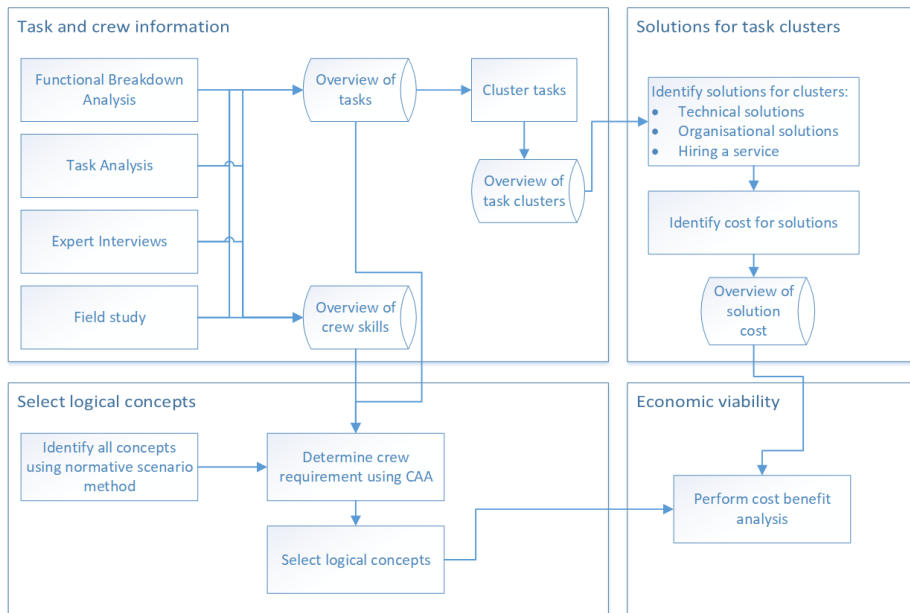 Task and crew information
Functional Breakdown
Analysis
Task Analysis
Expert Interviews
Field study
Overview of
tasks
Overview of
crew skills
Cluster tasks
Overview of
task clusters
Solutions for task clusters
Identify solutions for clusters:
• Technical solutions
• Organisational solutions
• Hiring a service
Identify cost for solutions
Overview of
solution
cost
Select logical concepts
Identify all concepts
using normative scenario
method
Determine crew
requirement using CAA
Select logical concepts
Economic viability
Perform cost benefit
analysis